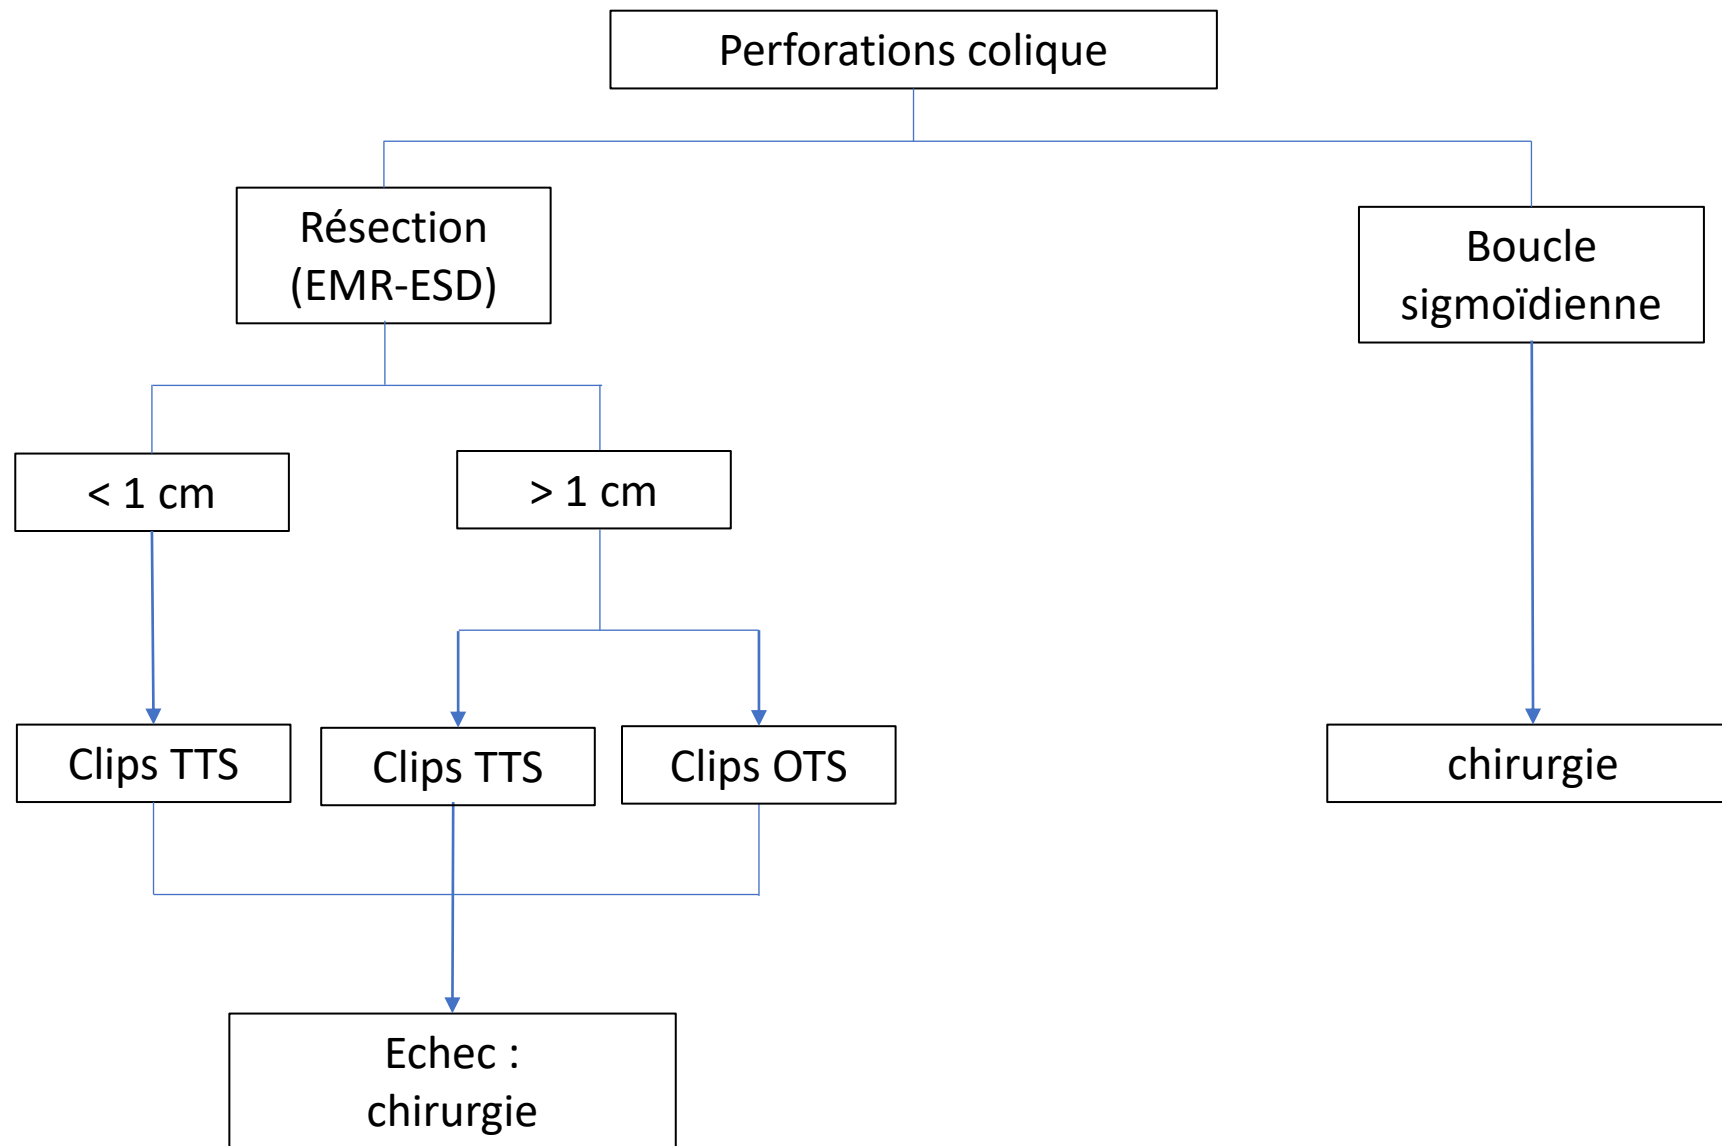 Perforations colique
Résection
(EMR-ESD)
Boucle
sigmoïdienne
< 1 cm
> 1 cm
Clips TTS
Clips TTS
Clips OTS
chirurgie
Echec :
chirurgie